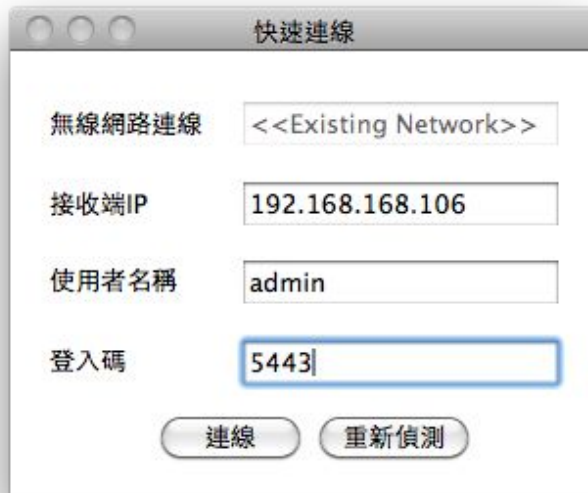 快速連線
無線網路連線 <<Existing Network>>
接收端IP 192.168.168.106
使用者名稱 admin
登入碼 5443
連線 重新偵測